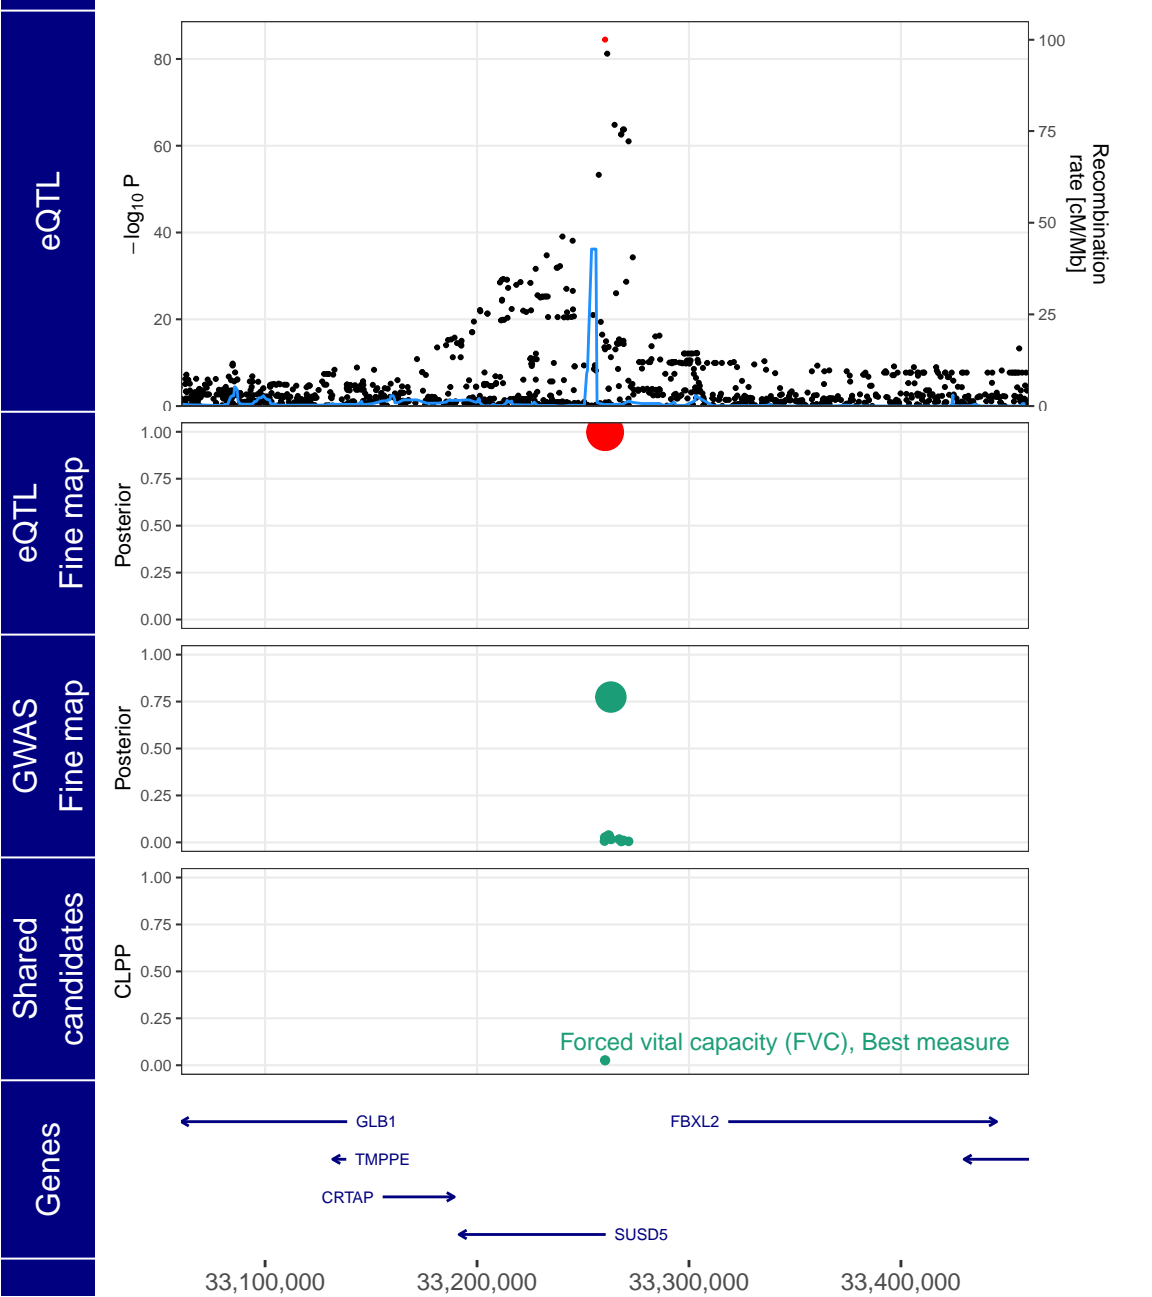 eQTL
−log10 P
80
60
40
20
0
100
75
50
25
0
Recombination
rate [cM/Mb]
eQTL
Fine map
Posterior
1.00
0.75
0.50
0.25
0.00
GWAS
Fine map
Posterior
1.00
0.75
0.50
0.25
0.00
Shared
candidates
CLPP
1.00
0.75
0.50
0.25
0.00
Forced vital capacity (FVC), Best measure
Genes
GLB1
FBXL2
TMPPE
CRTAP
SUSD5
33,100,000
33,200,000
33,300,000
33,400,000